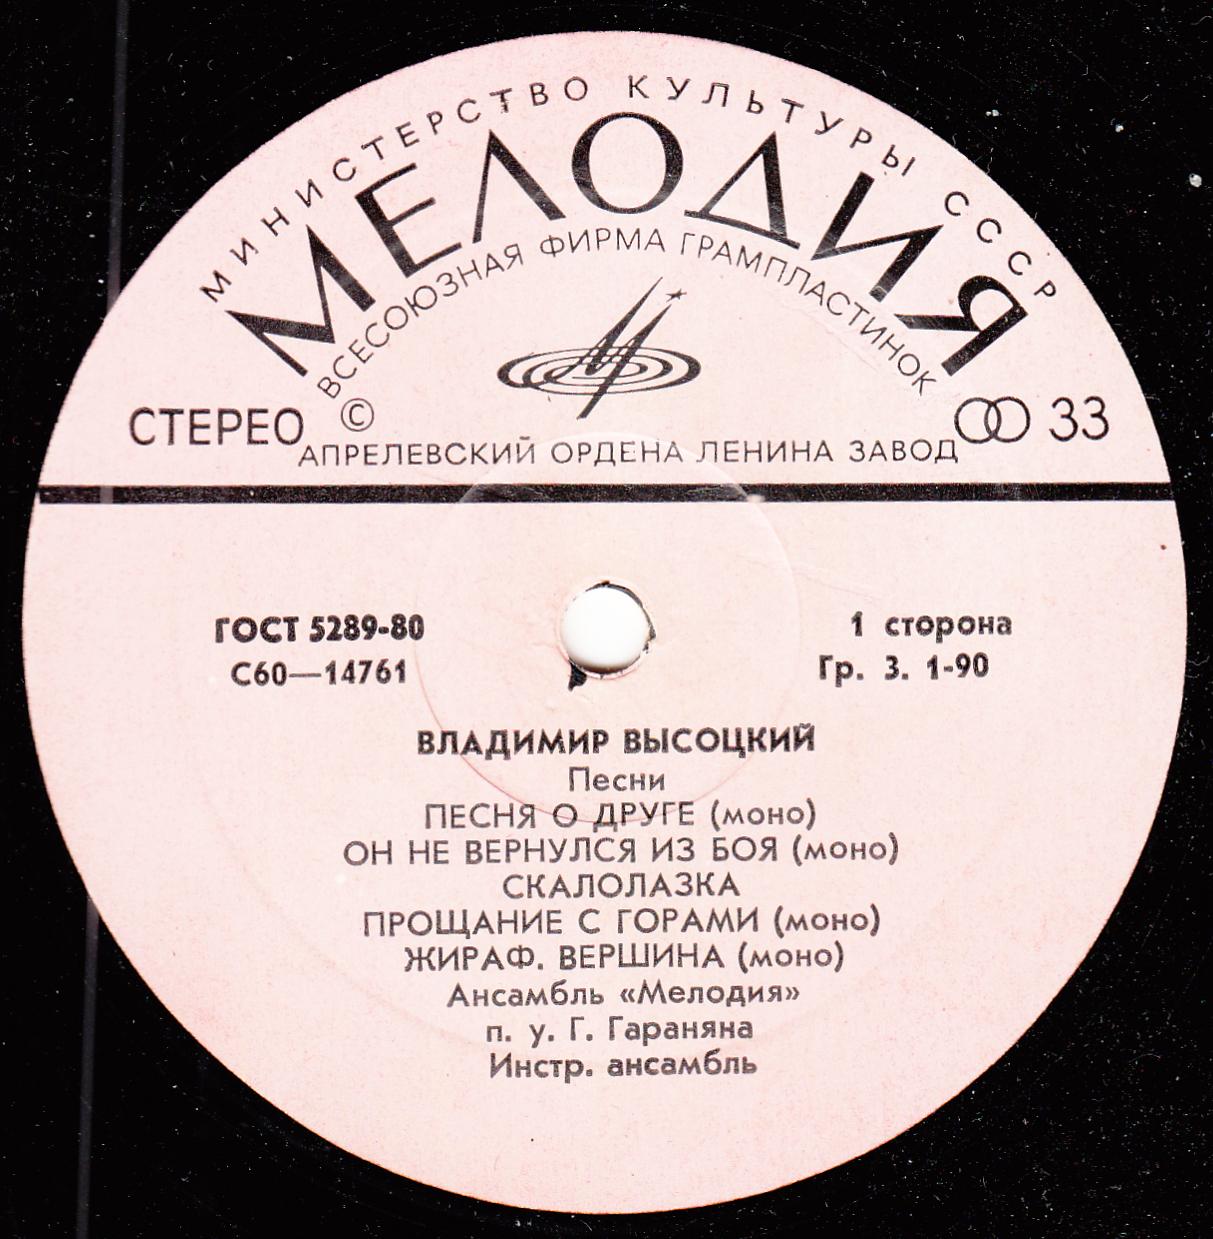 МИНИСТЕРСТВО КУЛЬТУРЫ СССР
МЕЛОДИЯ
ВСЕСОЮЗНАЯ ФИРМА ГРАМПЛАСТИНОК
СТЕРЕО © 33
АПРЕЛЕВСКИЙ ОРДЕНА ЛЕНИНА ЗАВОД
ГОСТ 5289-80 1 сторона
С60—14761 Гр. 3. 1-90
ВЛАДИМИР ВЫСОЦКИЙ
Песни
ПЕСНЯ О ДРУГЕ (моно)
ОН НЕ ВЕРНУЛСЯ ИЗ БОЯ (моно)
СКАЛОЛАЗКА
ПРОЩАНИЕ С ГОРАМИ (моно)
ЖИРАФ. ВЕРШИНА (моно)
Ансамбль «Мелодия»
п. у. Г. Гараняна
Инстр. ансамбль